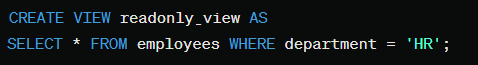 CREATE VIEW readonly_view AS
SELECT * FROM employees WHERE department = 'HR';